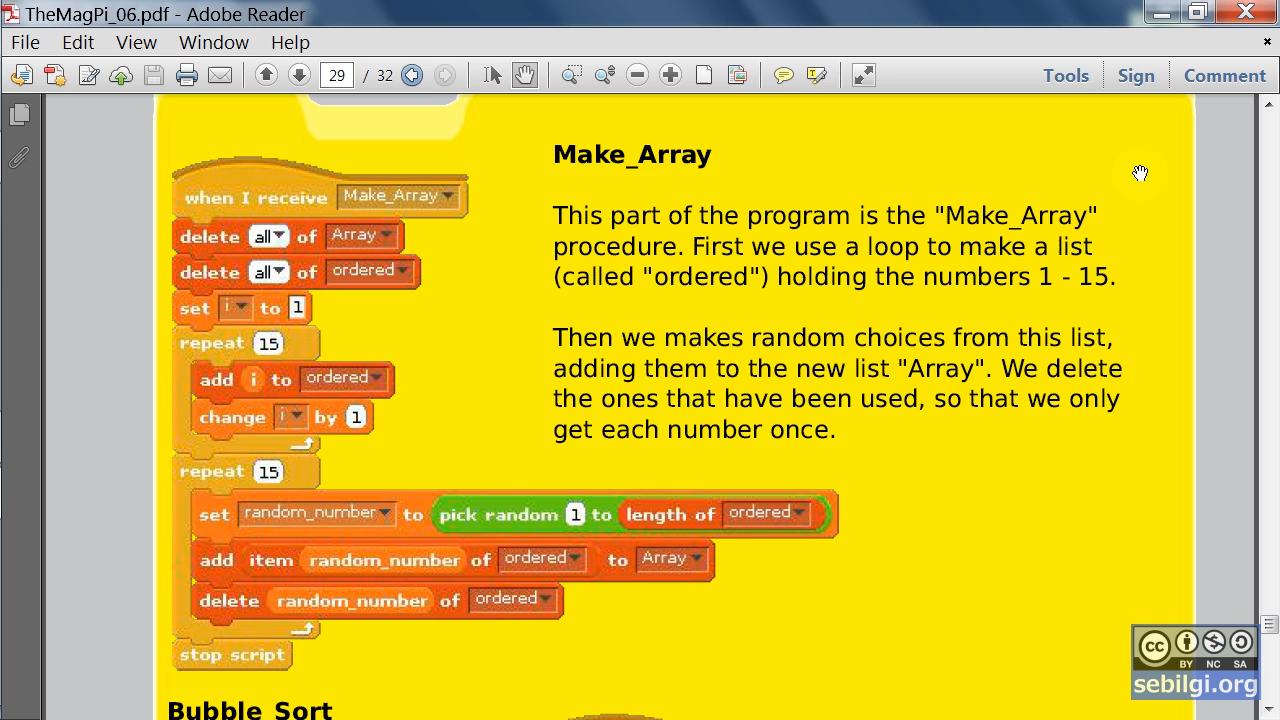 TheMagPi_06.pdf - Adobe Reader
File Edit View Window Help
29 / 32 Tools Sign Comment
Make_Array
This part of the program is the "Make_Array"
procedure. First we use a loop to make a list
(called "ordered") holding the numbers 1 - 15.
Then we makes random choices from this list,
adding them to the new list "Array". We delete
the ones that have been used, so that we only
get each number once.
when I receive Make_Array
delete all of Array
delete all of ordered
set i to 1
repeat 15
add i to ordered
change i by 1
repeat 15
set random_number to pick random 1 to length of ordered
add item random_number of ordered to Array
delete random_number of ordered
stop script
Bubble Sort
cc BY NC SA
sebilgi.org